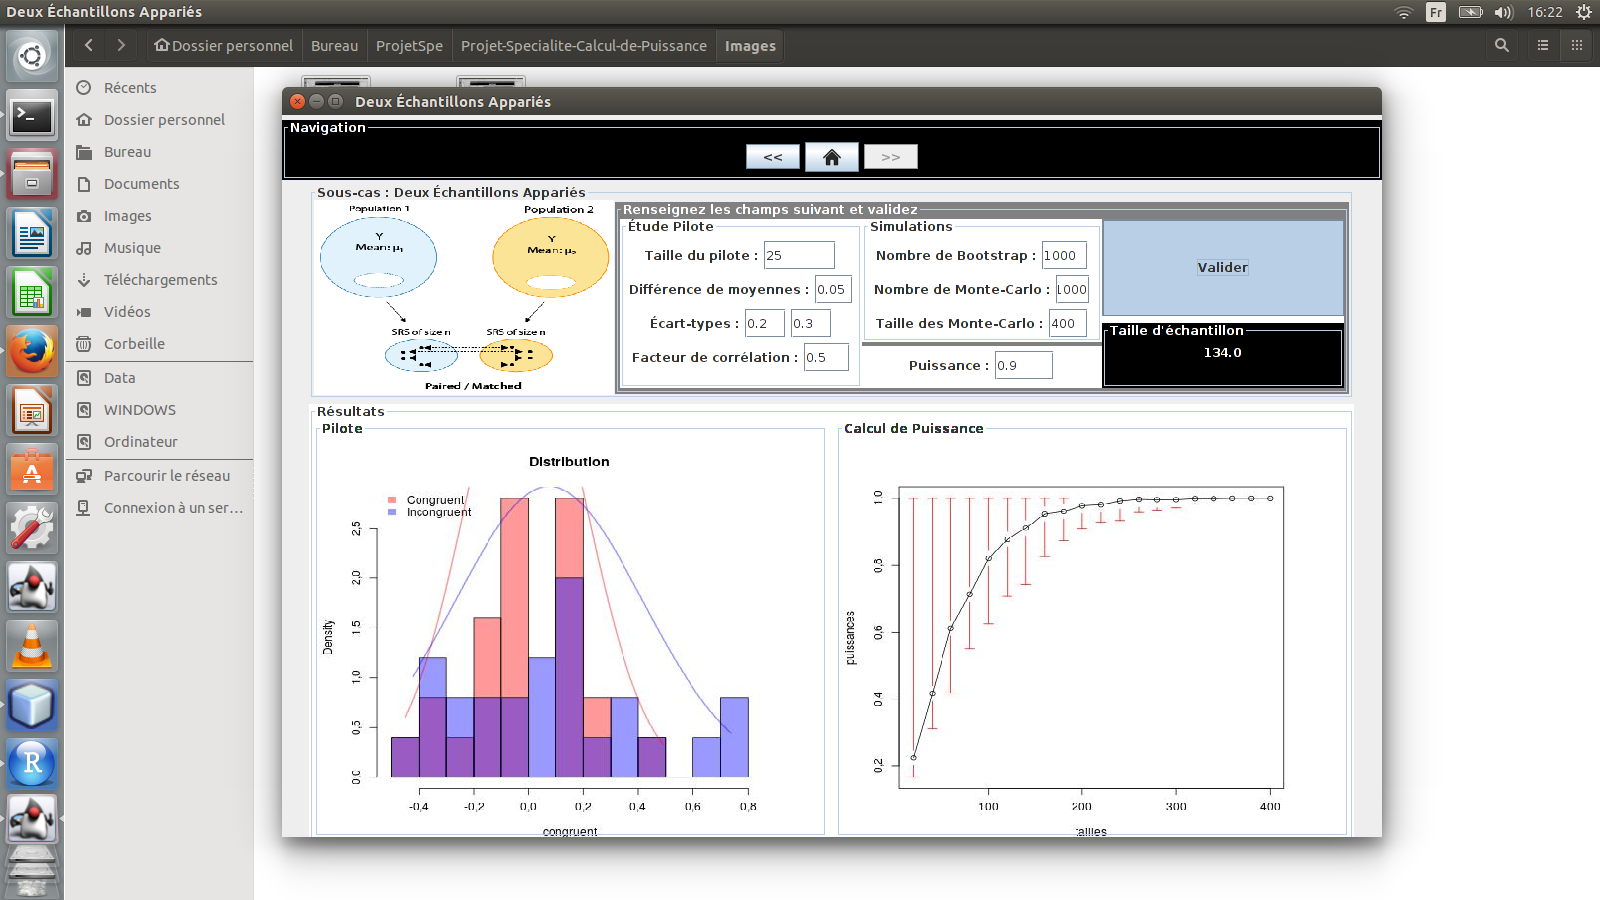 Deux Échantillons Appariés
Fr
16:22
Dossier personnel
Bureau
ProjetSpe
Projet-Specialite-Calcul-de-Puissance
Images
Récents
Dossier personnel
Bureau
Documents
Images
Musique
Téléchargements
Vidéos
Corbeille
Data
WINDOWS
Ordinateur
Parcourir le réseau
Connexion à un ser...
Deux Échantillons Appariés
Navigation
<<
>>
Sous-cas : Deux Échantillons Appariés
Population 1
Population 2
Y
Mean: μ₁
Y
Mean: μ₂
SRS of size n
SRS of size n
Paired / Matched
Renseignez les champs suivant et validez
Étude Pilote
Taille du pilote : 25
Différence de moyennes : 0.05
Écart-types : 0.2 0.3
Facteur de corrélation : 0.5
Simulations
Nombre de Bootstrap : 1000
Nombre de Monte-Carlo : 1000
Taille des Monte-Carlo : 400
Puissance : 0.9
Valider
Taille d'échantillon
134.0
Résultats
Pilote
Distribution
Congruent
Incongruent
Density
0,0 0,5 1,0 1,5 2,0 2,5
-0,4 -0,2 0,0 0,2 0,4 0,6 0,8
congruent
Calcul de Puissance
puissances
0,2 0,4 0,6 0,8 1,0
100 200 300 400
tailles